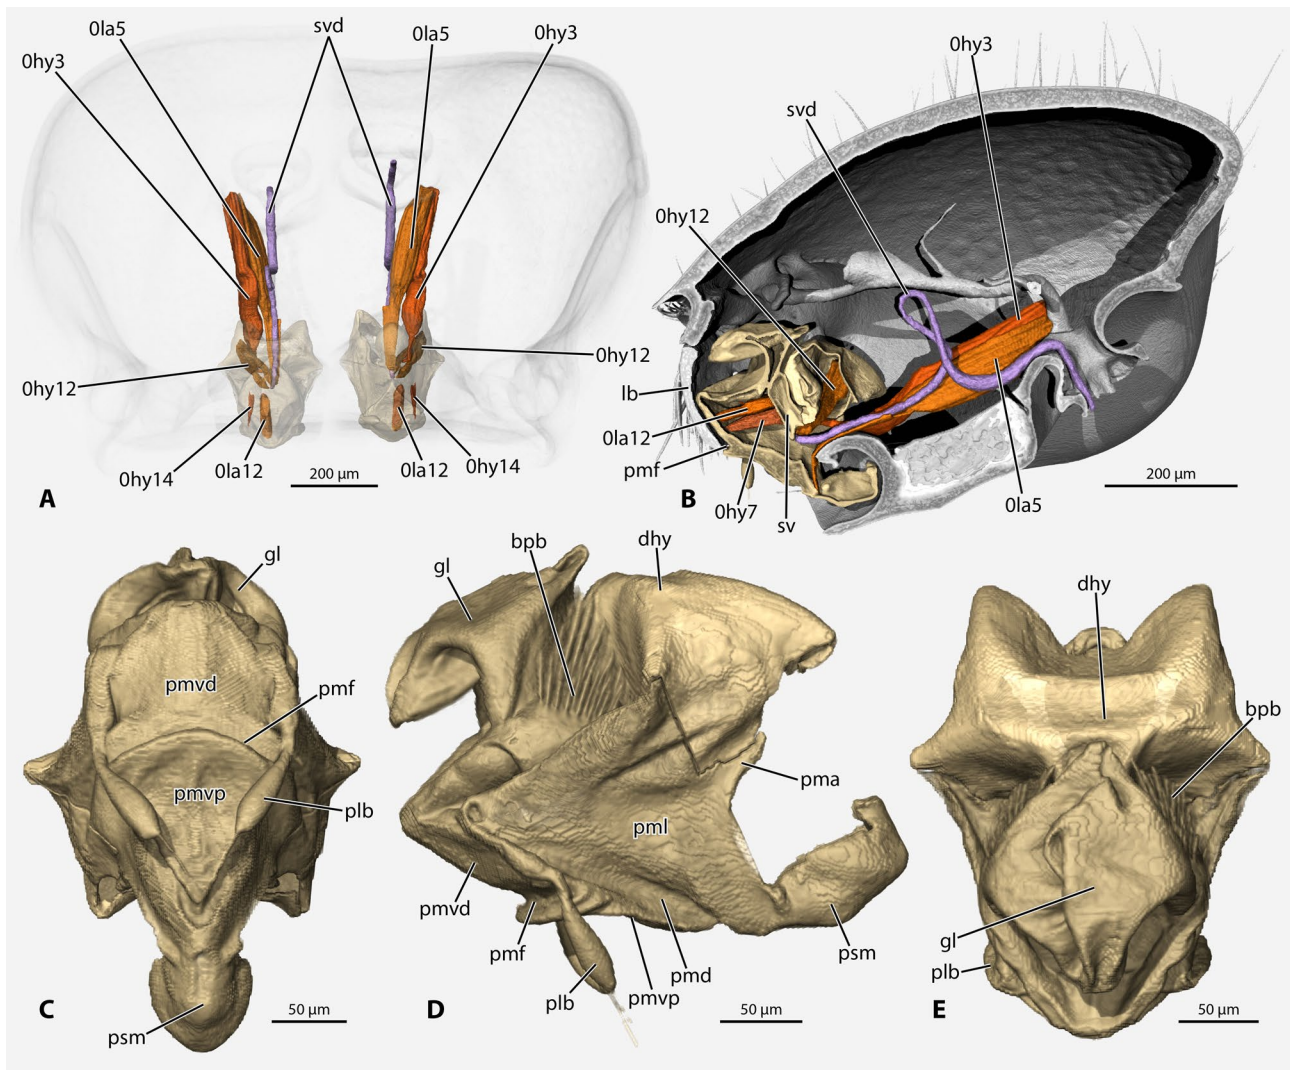 0la5
svd
0la5
0hy3
0hy3
0hy12
0hy12
0hy14
0la12
0la12
0hy14
200 µm
A
0hy3
svd
0hy12
lb
0la12
pmf
0hy7
sv
0la5
200 µm
B
gl
pmvd
pmf
pmvp
plb
psm
50 µm
C
gl
bpb
dhy
pma
pml
pmvd
pmf
plb
pmvp
pmd
psm
50 µm
D
dhy
bpb
gl
plb
50 µm
E